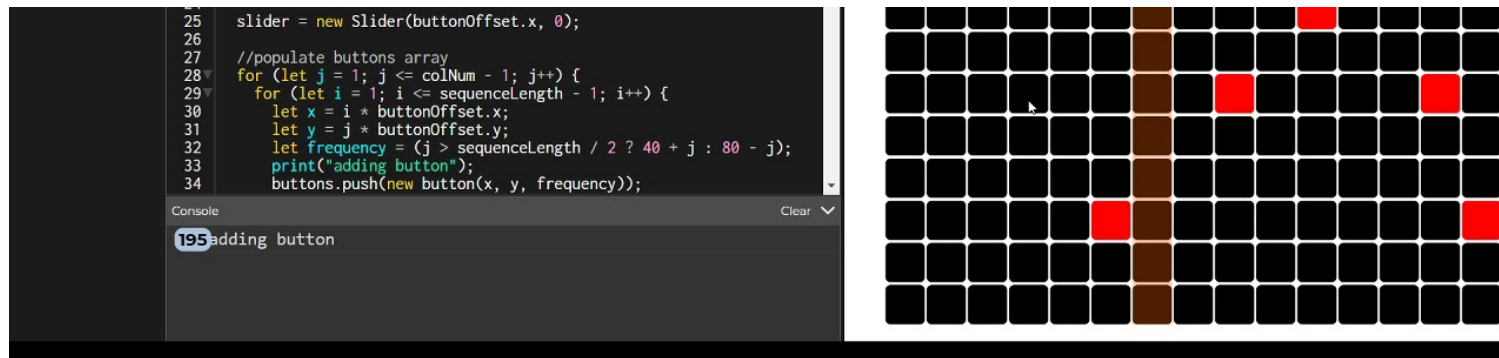 25 slider = new Slider(buttonOffset.x, 0);
26
27 //populate buttons array
28 for (let j = 1; j <= colNum - 1; j++) {
29 for (let i = 1; i <= sequenceLength - 1; i++) {
30 let x = i * buttonOffset.x;
31 let y = j * buttonOffset.y;
32 let frequency = (j > sequenceLength / 2 ? 40 + j : 80 - j);
33 print("adding button");
34 buttons.push(new button(x, y, frequency));
Console Clear
195 adding button